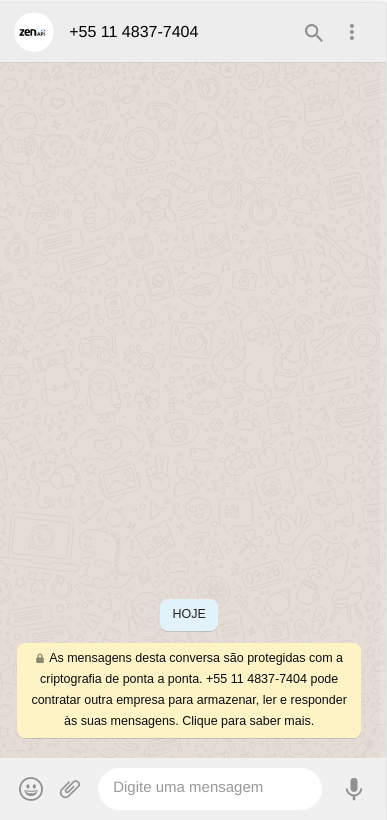 zenAPI +55 11 4837-7404
HOJE
As mensagens desta conversa são protegidas com a
criptografia de ponta a ponta. +55 11 4837-7404 pode
contratar outra empresa para armazenar, ler e responder
às suas mensagens. Clique para saber mais.
Digite uma mensagem